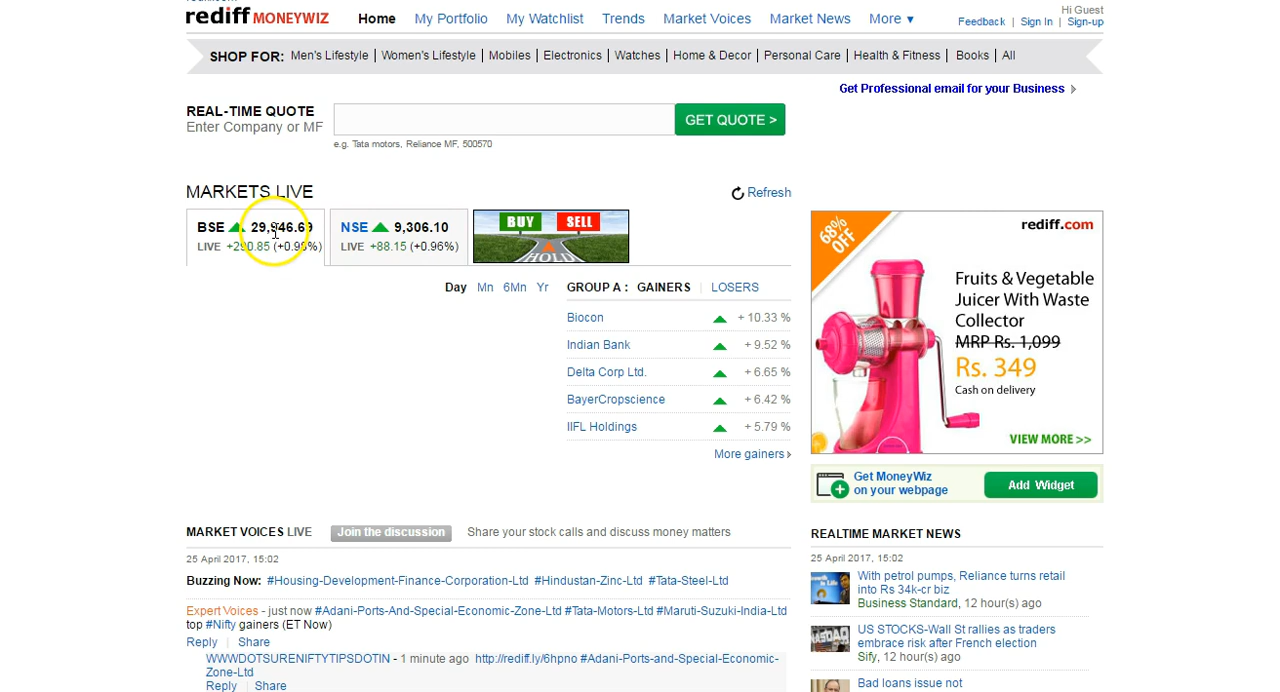 rediff MONEYWIZ
Home My Portfolio My Watchlist Trends Market Voices Market News More ▼
Hi Guest
Feedback | Sign In | Sign-up
SHOP FOR: Men's Lifestyle | Women's Lifestyle | Mobiles | Electronics | Watches | Home & Decor | Personal Care | Health & Fitness | Books | All
Get Professional email for your Business
REAL-TIME QUOTE
Enter Company or MF
GET QUOTE >
e.g. Tata motors, Reliance MF, 500570
MARKETS LIVE
Refresh
BSE 29,946.69
LIVE +290.85
NSE 9,306.10
LIVE +88.15 (+0.96%)
BUY SELL
HOLD
Day Mn 6Mn Yr
GROUP A : GAINERS | LOSERS
Biocon + 10.33 %
Indian Bank + 9.52 %
Delta Corp Ltd. + 6.65 %
BayerCropscience + 6.42 %
IIFL Holdings + 5.79 %
More gainers
68% OFF
rediff.com
Fruits & Vegetable
Juicer With Waste
Collector
MRP Rs. 1,099
Rs. 349
Cash on delivery
VIEW MORE >>
Get MoneyWiz
on your webpage
Add Widget
MARKET VOICES LIVE Join the discussion Share your stock calls and discuss money matters
25 April 2017, 15:02
Buzzing Now: #Housing-Development-Finance-Corporation-Ltd #Hindustan-Zinc-Ltd #Tata-Steel-Ltd
Expert Voices - just now #Adani-Ports-And-Special-Economic-Zone-Ltd #Tata-Motors-Ltd #Maruti-Suzuki-India-Ltd
top #Nifty gainers (ET Now)
Reply | Share
WWWDOTSURENIFTYTIPSDOTIN - 1 minute ago http://rediff.ly/6hpno #Adani-Ports-and-Special-Economic-
Zone-Ltd
Reply | Share
REALTIME MARKET NEWS
25 April 2017, 15:02
With petrol pumps, Reliance turns retail
into Rs 34k-cr biz
Business Standard, 12 hour(s) ago
US STOCKS-Wall St rallies as traders
embrace risk after French election
Sify, 12 hour(s) ago
Bad loans issue not